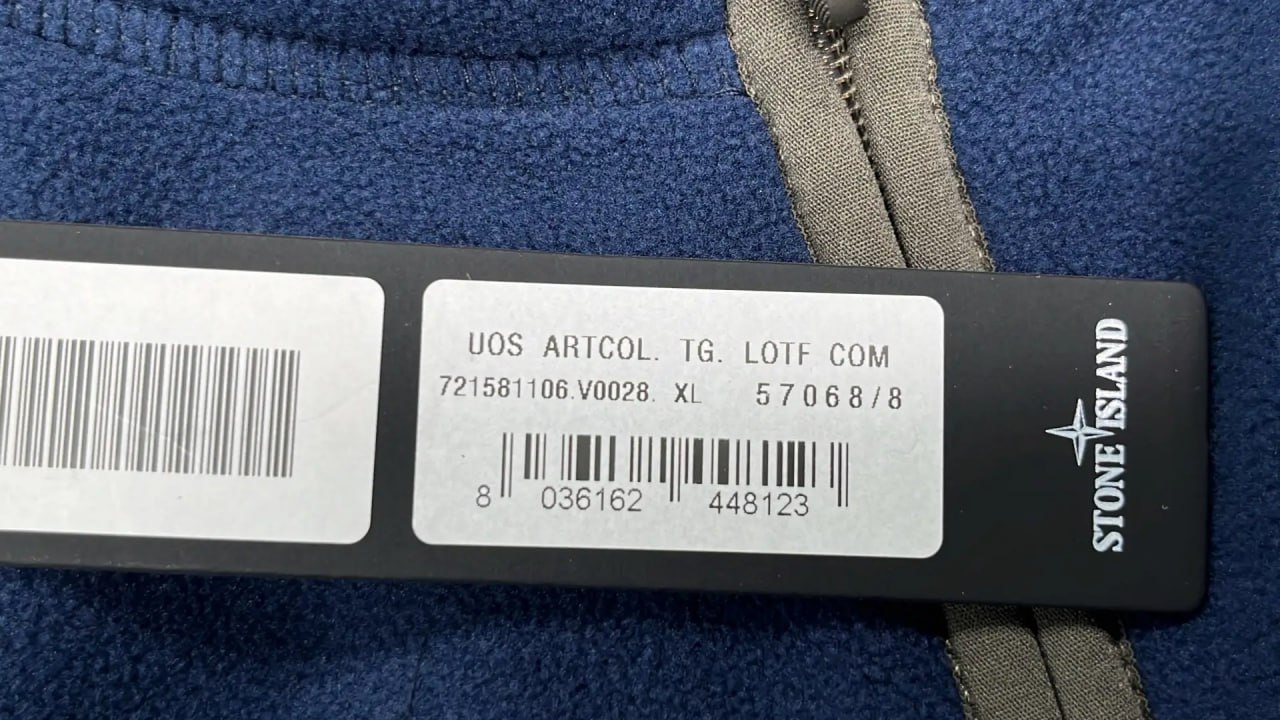 UOS ARTCOL. TG. LOTF COM
721581106.V0028. XL 57068/8
8 036162 448123
STONE ISLAND